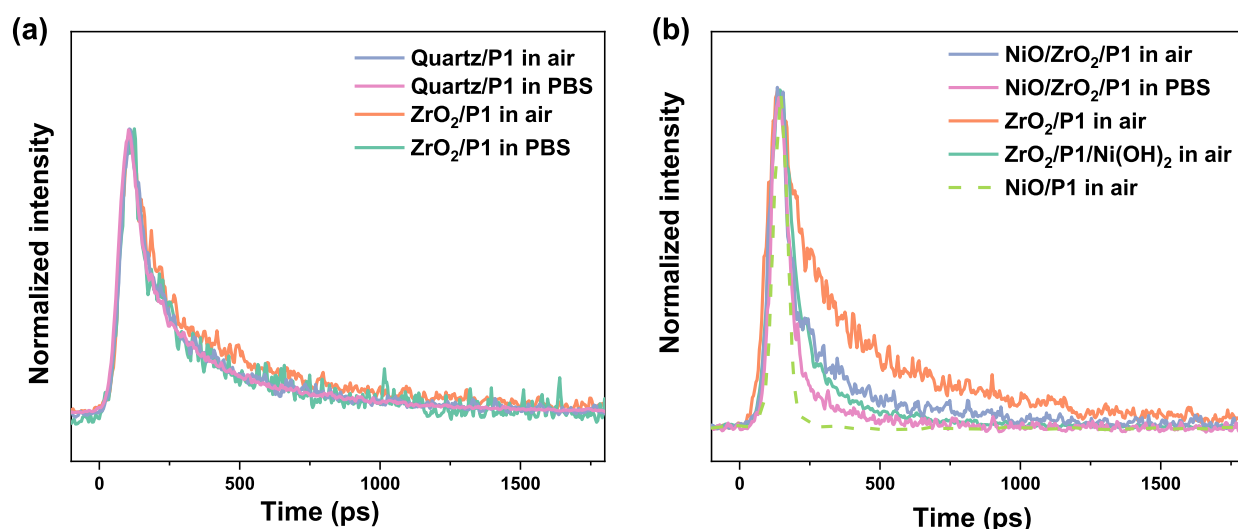 (a)
Quartz/P1 in air
Quartz/P1 in PBS
ZrO₂/P1 in air
ZrO₂/P1 in PBS
Normalized intensity
0
500
1000
1500
Time (ps)
(b)
NiO/ZrO₂/P1 in air
NiO/ZrO₂/P1 in PBS
ZrO₂/P1 in air
ZrO₂/P1/Ni(OH)₂ in air
NiO/P1 in air
Normalized intensity
0
500
1000
1500
Time (ps)